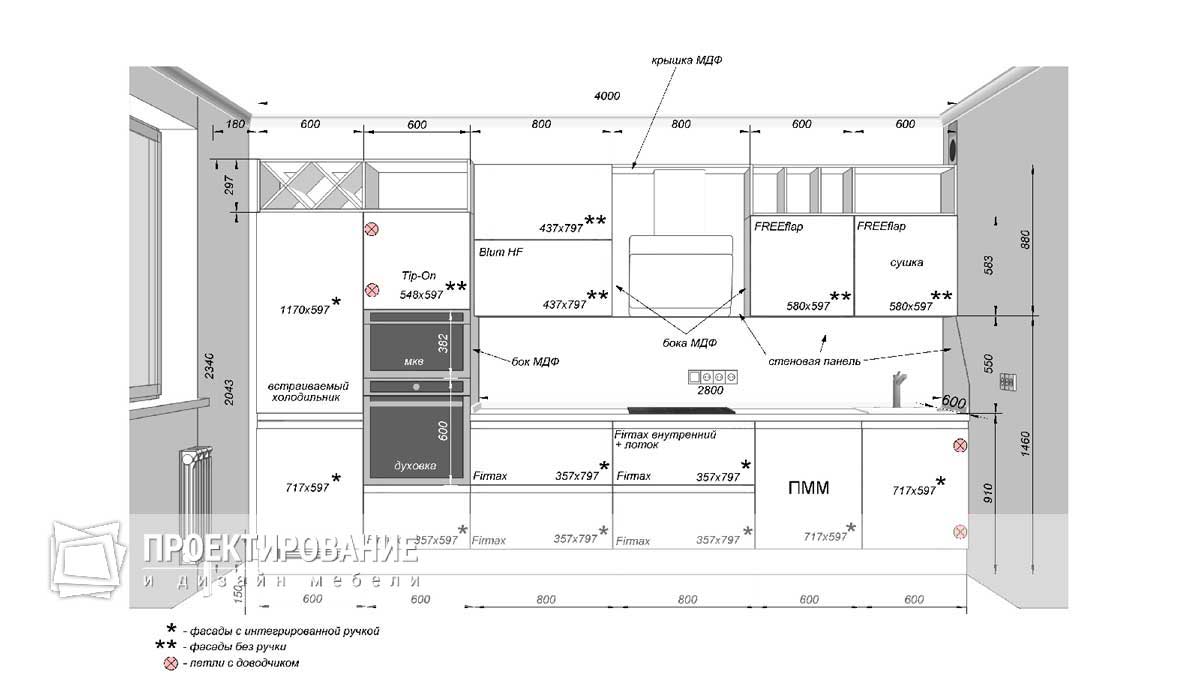 крышка МДФ
4000
180
600
600
800
800
600
600
297
437x797**
FREEflap
FREEflap
880
Blum HF
сушка
583
Tip-On
548x597**
437x797**
580x597**
580x597**
1170x597*
382
бока МДФ
2340
2043
мкв
бок МДФ
стеновая панель
550
встраиваемый
холодильник
2800
600
600
Firmax внутренний
+ лоток
1460
духовка
Firmax
357x797*
Firmax
357x797*
717x597*
ПММ
717x597*
910
357x597*
Firmax
357x797*
Firmax
357x797*
717x597*
ПРОЕКТИРОВАНИЕ
и дизайн мебели
150
600
600
800
800
600
600
* - фасады с интегрированной ручкой
** - фасады без ручки
- петли с доводчиком